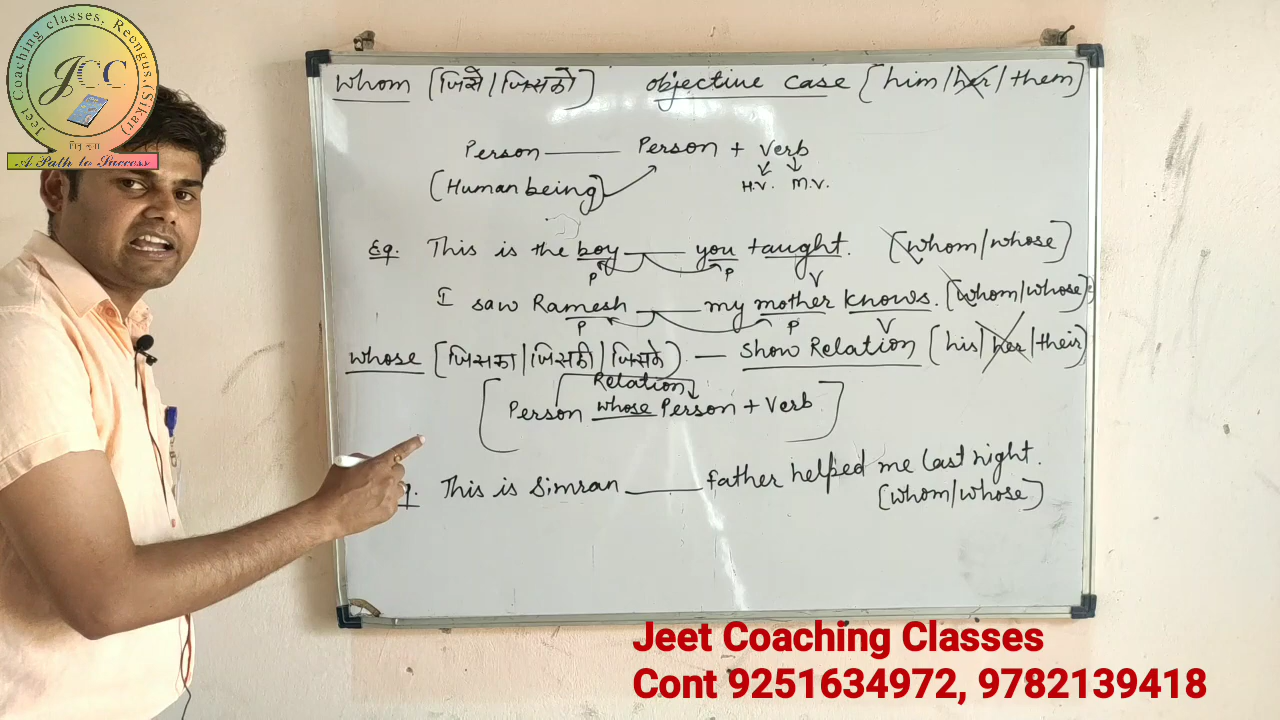 Jeet Coaching classes, Reengus, (Sikar)
JCC
A Path to Success
Whom (जिसे/जिसको) objective case (him/her/them)
Person ——— Person + Verb
(Human being) H.V. M.V.
Eg. This is the boy ——— you taught. (whom/whose)
P P V
I saw Ramesh ——— my mother knows. (whom/whose)
P P V
Whose (जिसका/जिसकी/जिसके) — Show Relation (his/her/their)
Relation
(Person whose Person + Verb)
This is Simran ——— father helped me last night.
(whom/whose)
Jeet Coaching Classes
Cont 9251634972, 9782139418